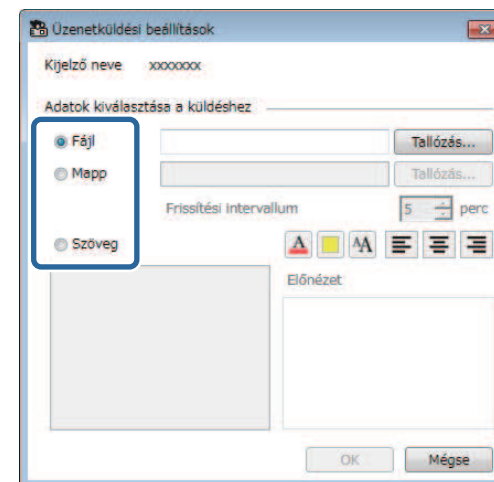 Üzenetküldési beállítások
Kijelző neve xxxxxxx
Adatok kiválasztása a küldéshez
Fájl Tallózás...
Mapp Tallózás...
Frissítési intervallum 5 perc
Szöveg A AA
Előnézet
OK Mégse